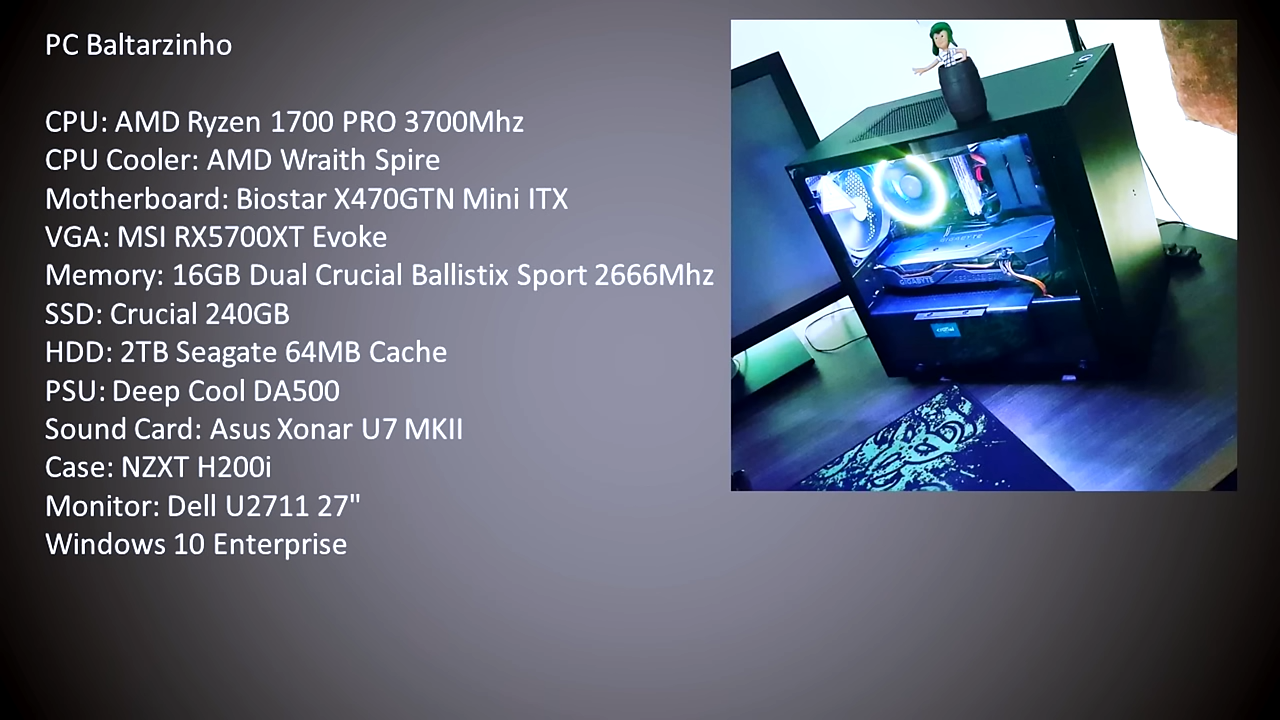 PC Baltarzinho
CPU: AMD Ryzen 1700 PRO 3700Mhz
CPU Cooler: AMD Wraith Spire
Motherboard: Biostar X470GTN Mini ITX
VGA: MSI RX5700XT Evoke
Memory: 16GB Dual Crucial Ballistix Sport 2666Mhz
SSD: Crucial 240GB
HDD: 2TB Seagate 64MB Cache
PSU: Deep Cool DA500
Sound Card: Asus Xonar U7 MKII
Case: NZXT H200i
Monitor: Dell U2711 27"
Windows 10 Enterprise
GIGABYTE
GIGABYTE
crucial